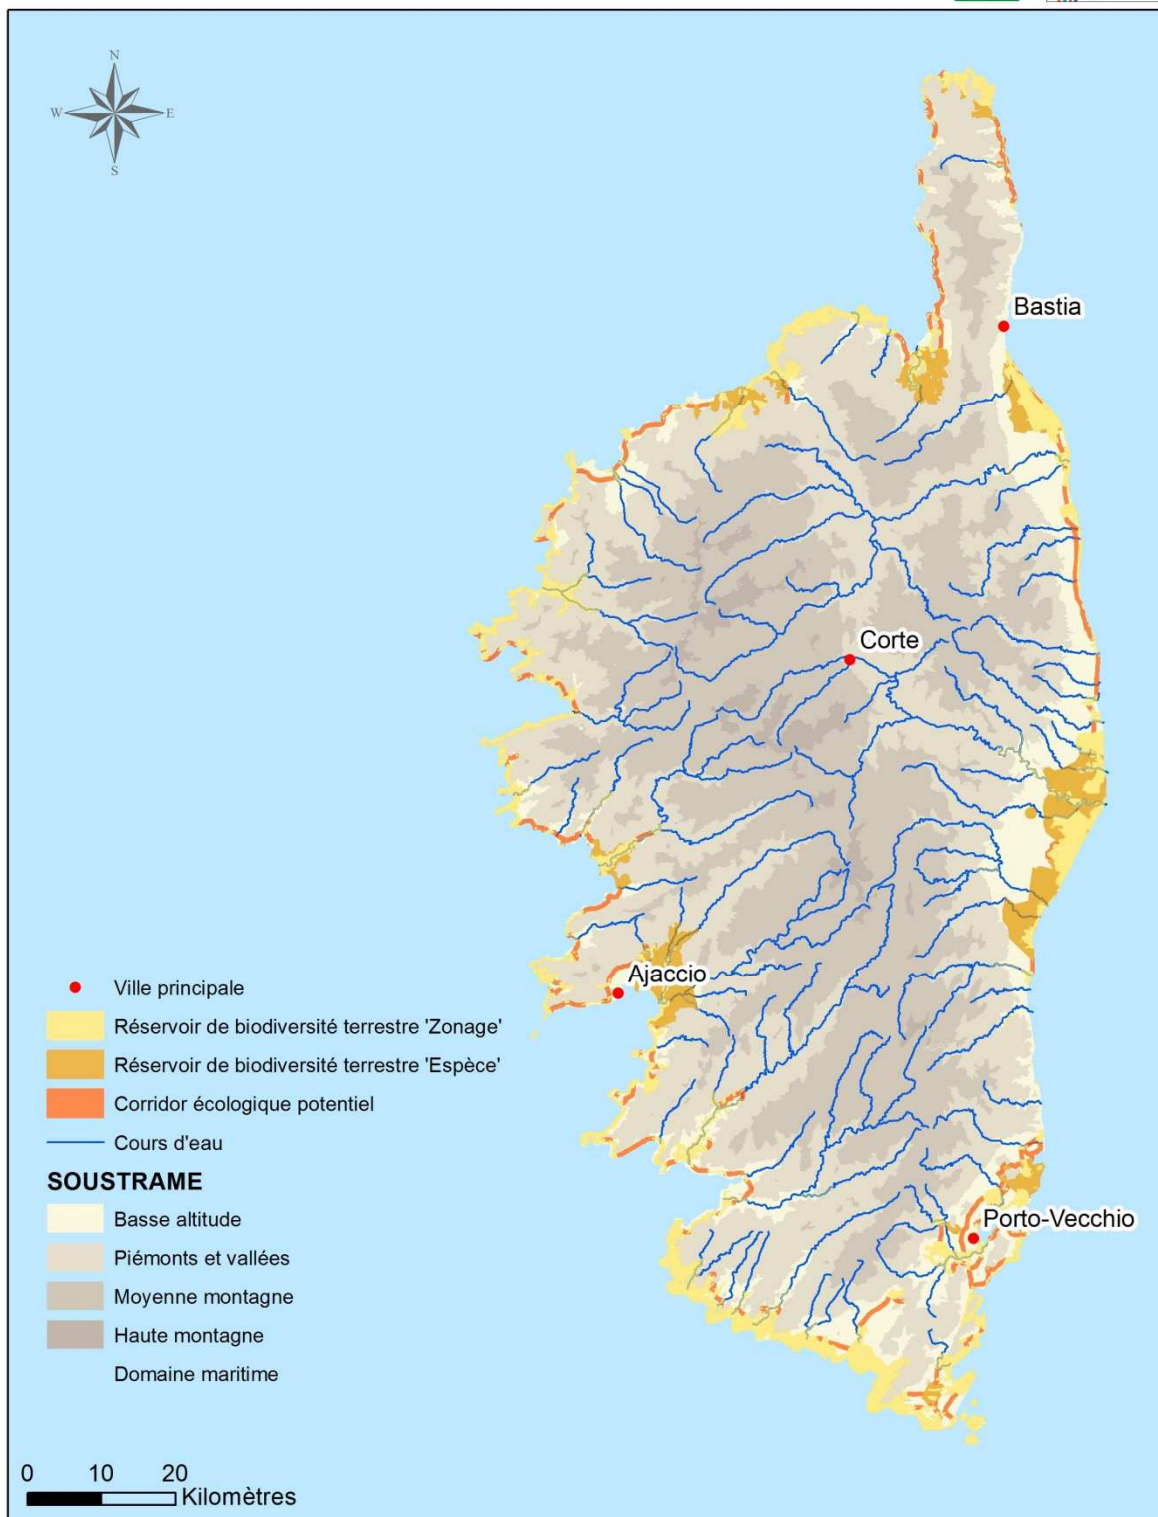 N
W
E
S
Bastia
Corte
Ajaccio
Porto-Vecchio
Ville principale
Réservoir de biodiversité terrestre 'Zonage'
Réservoir de biodiversité terrestre 'Espèce'
Corridor écologique potentiel
Cours d'eau
SOUSTRAME
Basse altitude
Piémonts et vallées
Moyenne montagne
Haute montagne
Domaine maritime
0 10 20
Kilomètres